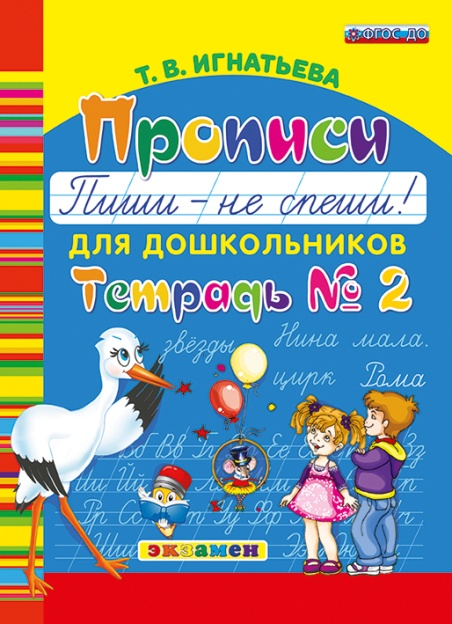 ФГОС ДО
Т. В. ИГНАТЬЕВА
Прописи
Пиши – не спеши!
ДЛЯ ДОШКОЛЬНИКОВ
Тетрадь № 2
звёзды Нина мала.
цирк Рома
экзамен